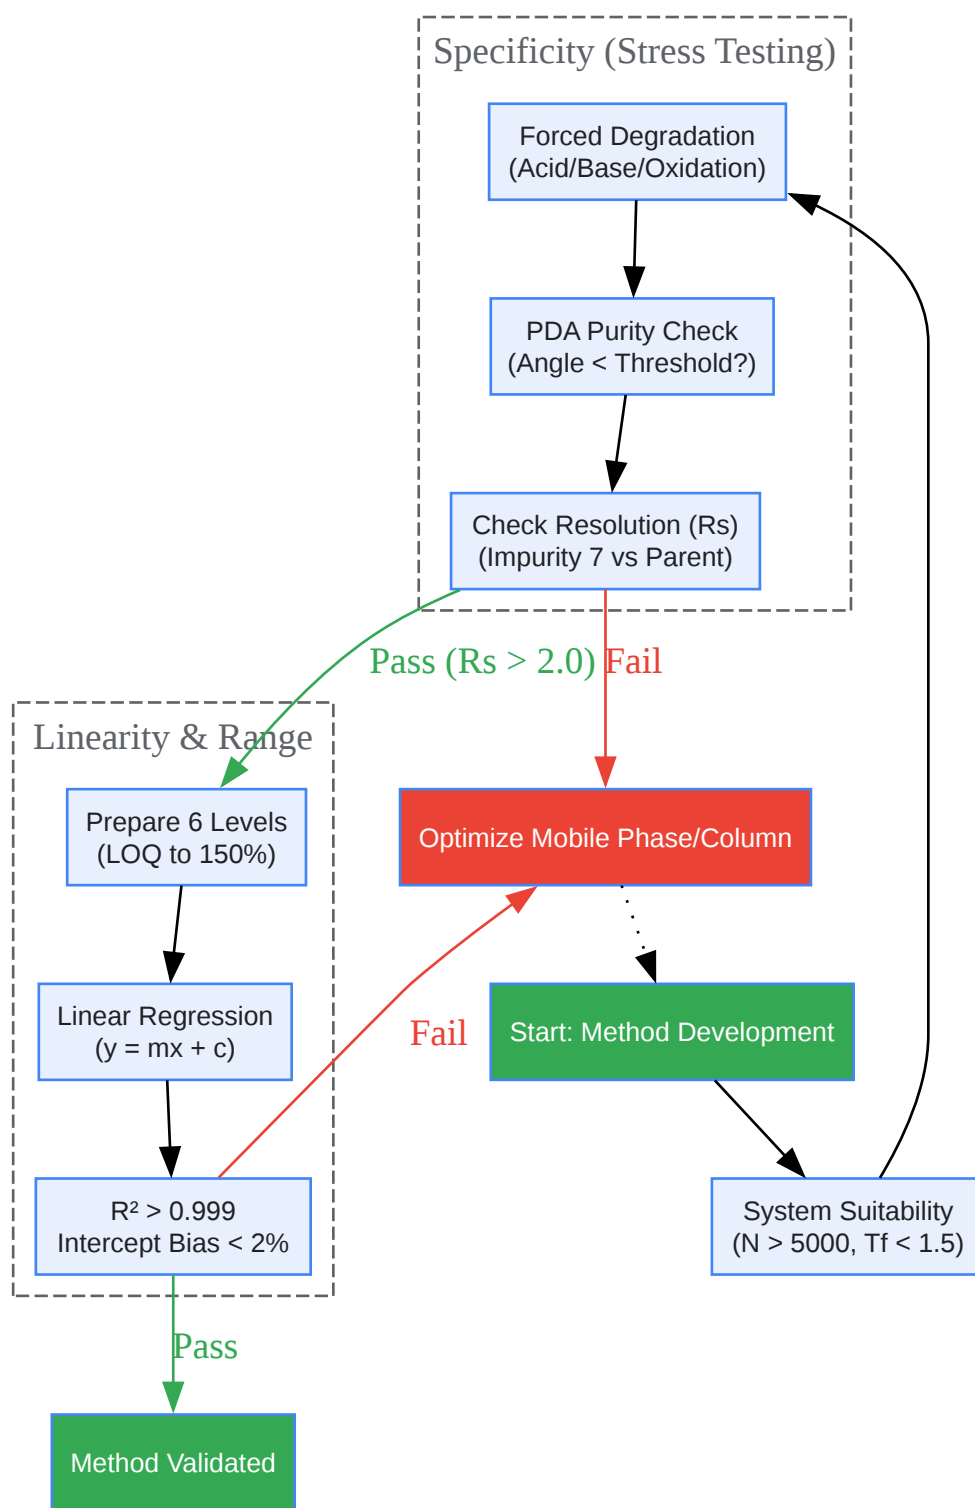 Specificity (Stress Testing)
Forced Degradation
(Acid/Base/Oxidation)
PDA Purity Check
(Angle < Threshold?)
Check Resolution (Rs)
(Impurity 7 vs Parent)
Pass (Rs > 2.0)
Fail
Linearity & Range
Prepare 6 Levels
(LOQ to 150%)
Optimize Mobile Phase/Column
Linear Regression
(y = mx + c)
Fail
Start: Method Development
R² > 0.999
Intercept Bias < 2%
System Suitability
(N > 5000, Tf < 1.5)
Pass
Method Validated